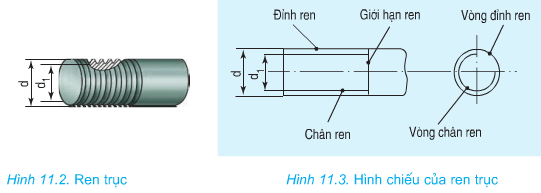 d
d1
Đỉnh ren
Giới hạn ren
Vòng đỉnh ren
d
d1
Chân ren
Vòng chân ren
Hình 11.2. Ren trục
Hình 11.3. Hình chiếu của ren trục